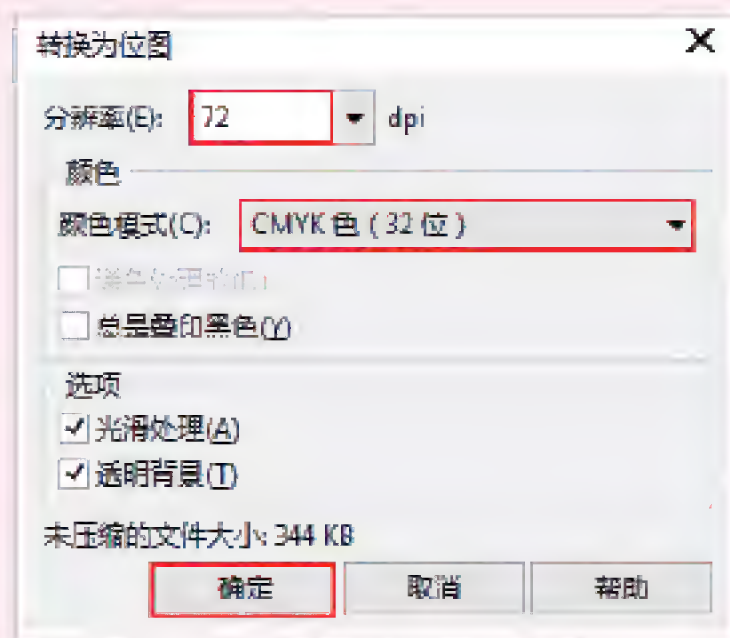 转换为位图
分辨率(E): 72 dpi
颜色
颜色模式(C): CMYK 色 ( 32 位 )
总是叠印黑色(Y)
选项
光滑处理(A)
透明背景(T)
未压缩的文件大小: 344 KB
确定 取消 帮助